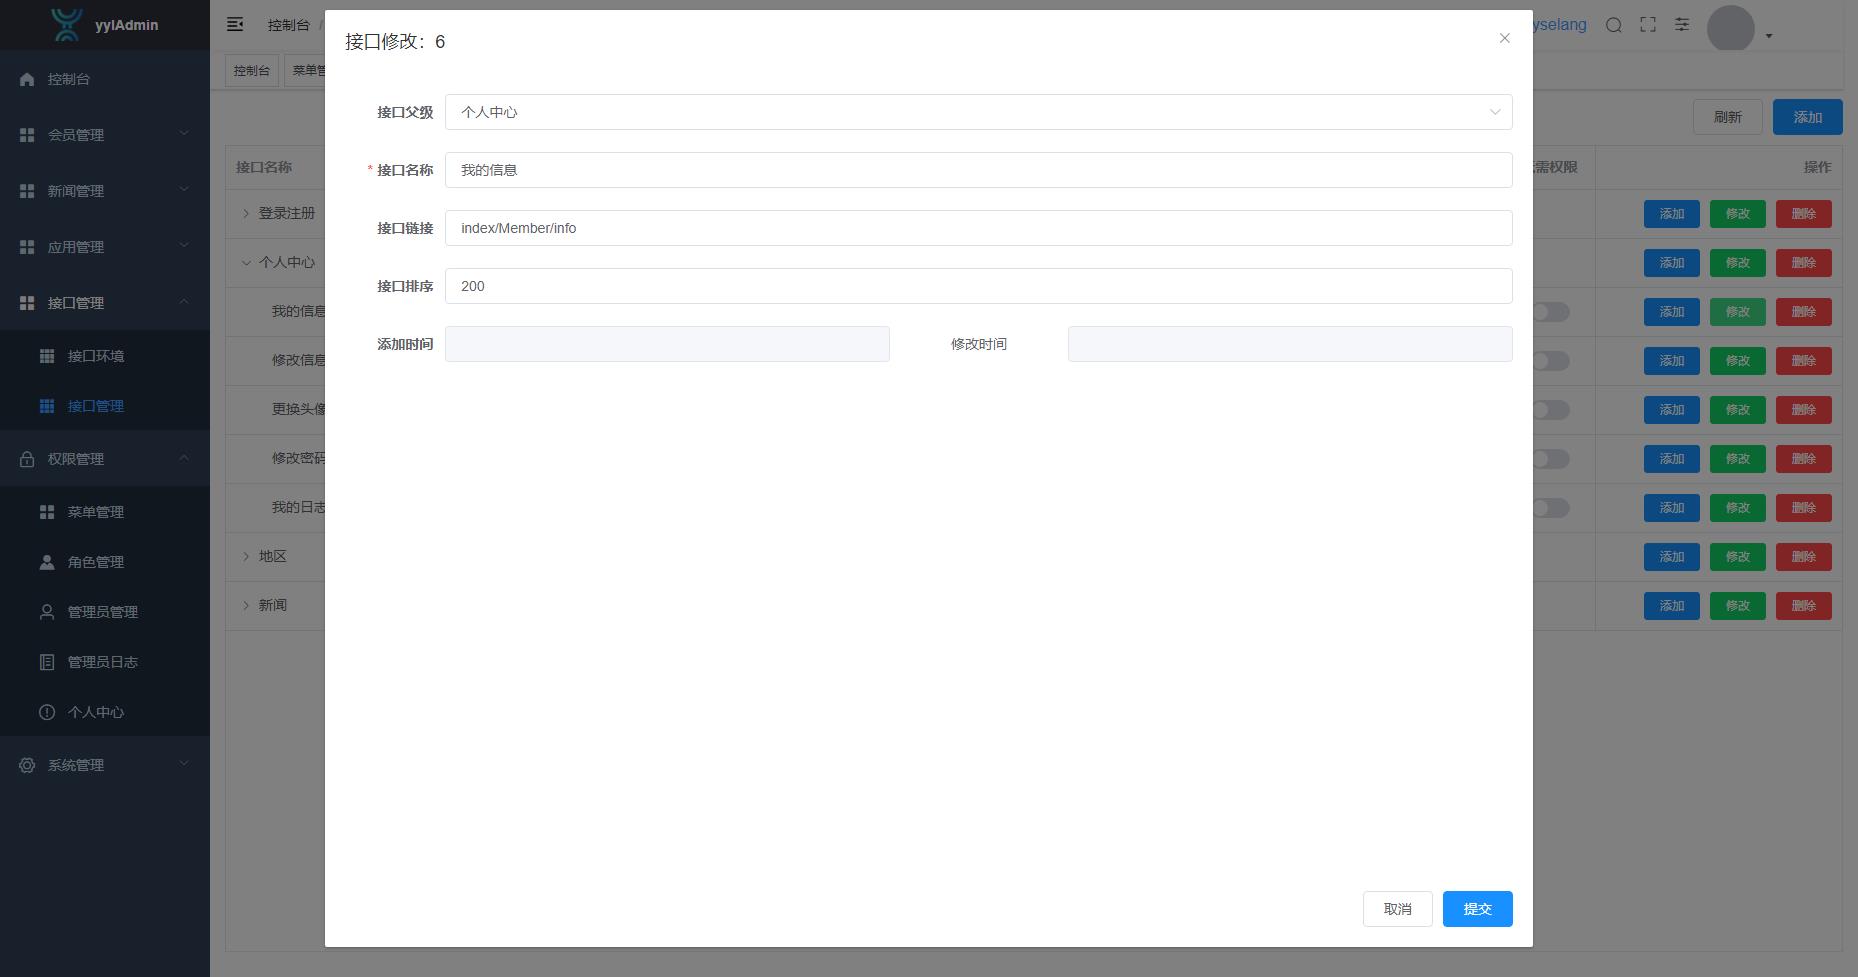 yylAdmin
控制台
会员管理
新闻管理
应用管理
接口管理
接口环境
接口管理
权限管理
菜单管理
角色管理
管理员管理
管理员日志
个人中心
系统管理
控制台 /
yselang
控制台
菜单管
刷新
添加
接口名称
需权限
操作
登录注册
添加 修改 删除
个人中心
添加 修改 删除
我的信息
添加 修改 删除
修改信息
添加 修改 删除
更换头像
添加 修改 删除
修改密码
添加 修改 删除
我的日志
添加 修改 删除
地区
添加 修改 删除
新闻
添加 修改 删除
接口修改：6
接口父级 个人中心
* 接口名称 我的信息
接口链接 index/Member/info
接口排序 200
添加时间 修改时间
取消 提交